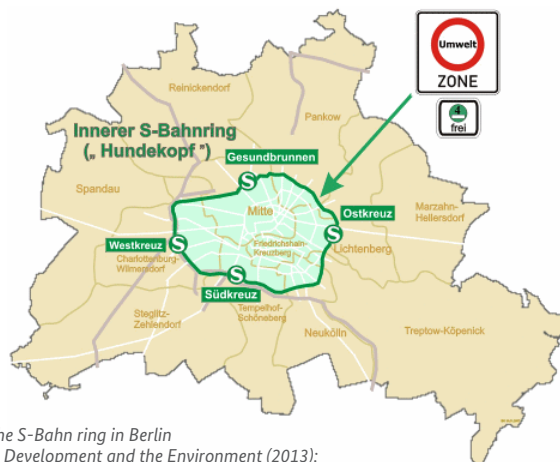 Umwelt
ZONE
4
frei
Reinickendorf
Pankow
Innerer S-Bahnring
(„ Hundekopf ”)
Gesundbrunnen
S
Spandau
Mitte
Marzahn-
Hellersdorf
Ostkreuz
S
Friedrichshain-
Kreuzberg
Lichtenberg
Westkreuz
S
Charlottenburg-
Wilmersdorf
S
Südkreuz
Tempelhof-
Schöneberg
Steglitz-
Zehlendorf
Neukölln
Treptow-Köpenick
ne S-Bahn ring in Berlin
Development and the Environment (2013):